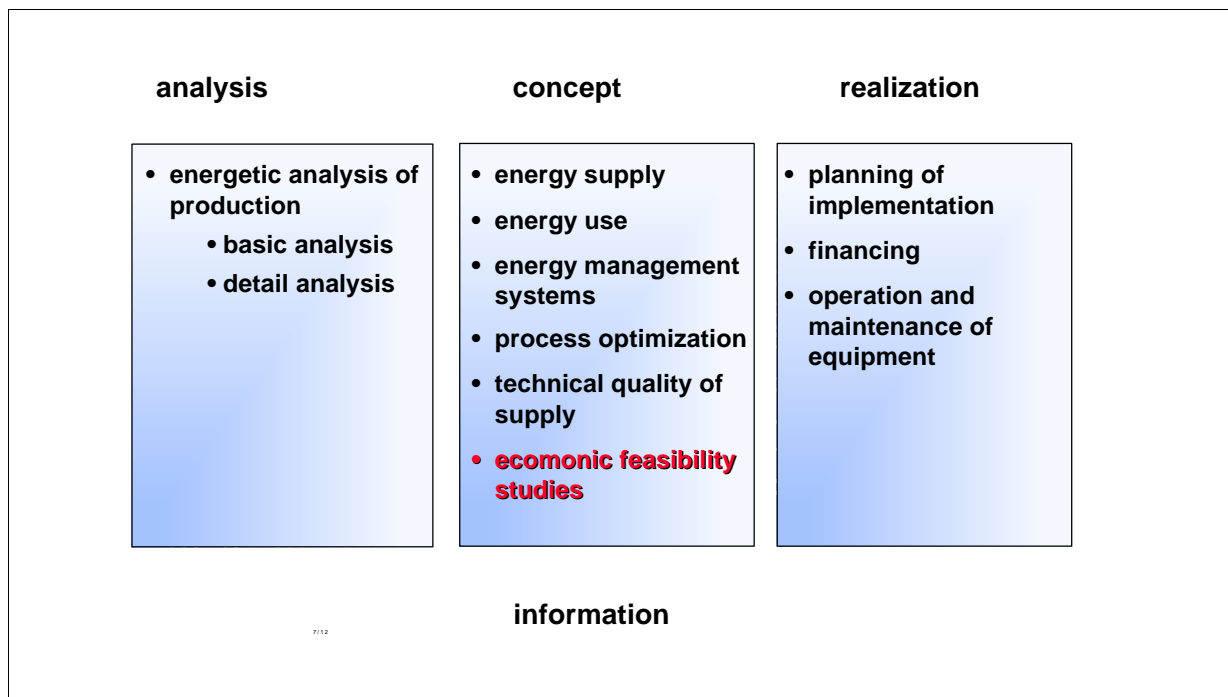 analysis
concept
realization
• energetic analysis of
production
• basic analysis
• detail analysis
• energy supply
• energy use
• energy management
systems
• process optimization
• technical quality of
supply
• ecomonic feasibility
studies
• planning of
implementation
• financing
• operation and
maintenance of
equipment
information
7/12